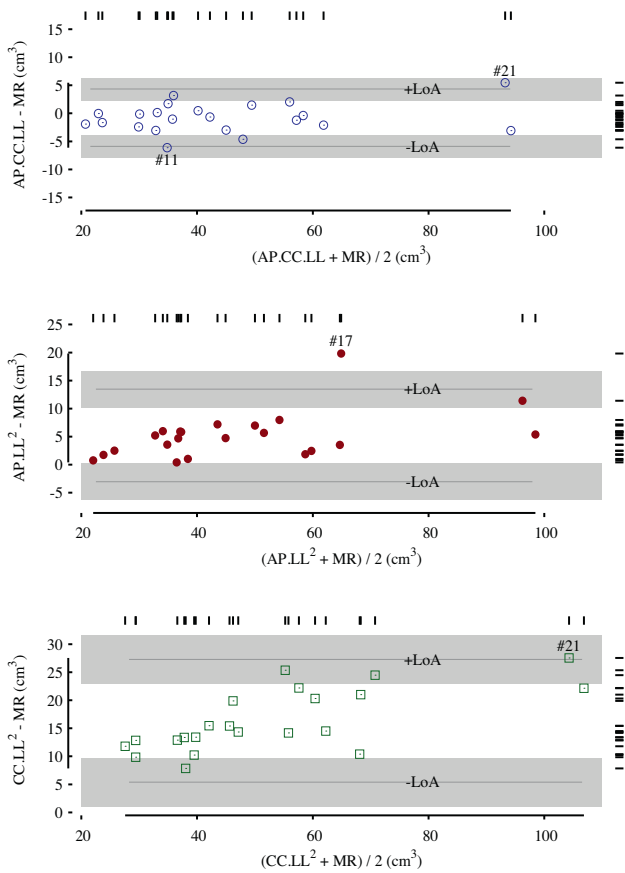 15
10
5
0
-5
-10
-15
AP.CC.LL - MR (cm³)
#21
+LoA
-LoA
#11
20 40 60 80 100
(AP.CC.LL + MR) / 2 (cm³)
25
20
15
10
5
0
-5
AP.LL² - MR (cm³)
#17
+LoA
-LoA
20 40 60 80 100
(AP.LL² + MR) / 2 (cm³)
30
25
20
15
10
5
0
CC.LL² - MR (cm³)
#21
+LoA
-LoA
20 40 60 80 100
(CC.LL² + MR) / 2 (cm³)